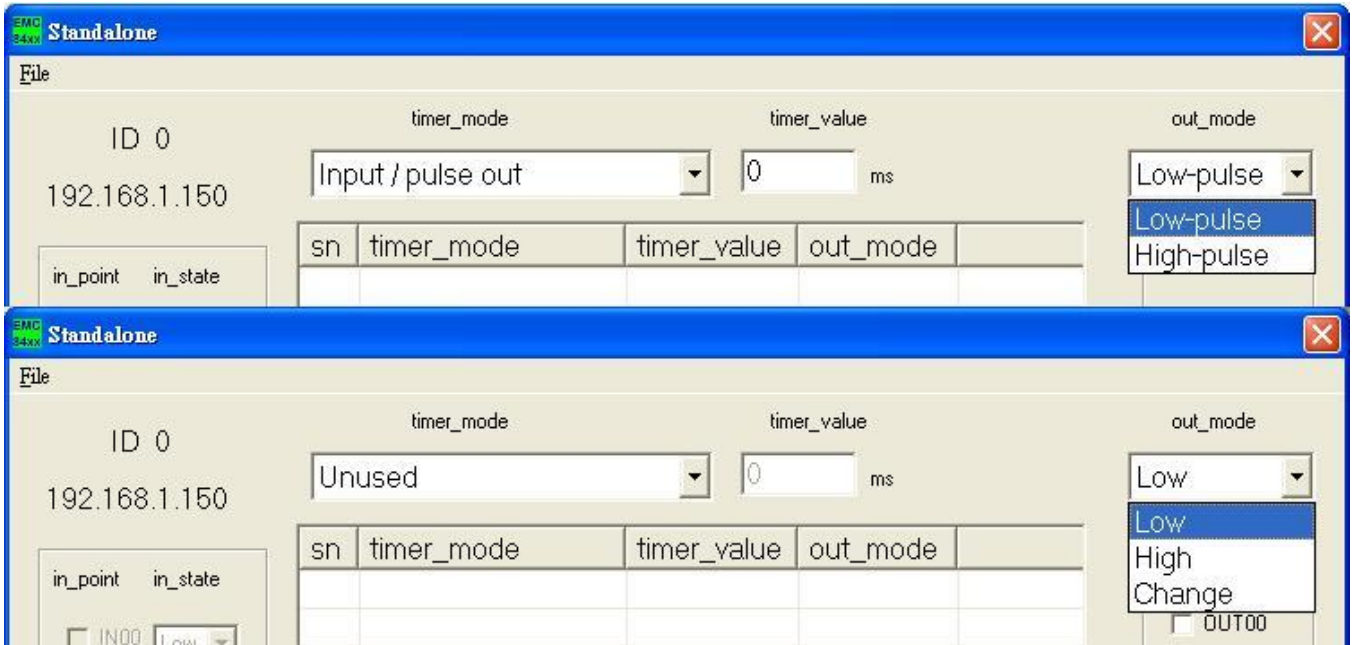 EMC 84xx Standalone
File
timer_mode timer_value out_mode
ID 0
Input / pulse out 0 ms Low-pulse
192.168.1.150
Low-pulse
sn timer_mode timer_value out_mode
High-pulse
in_point in_state
EMC 84xx Standalone
File
timer_mode timer_value out_mode
ID 0
Unused 0 ms Low
192.168.1.150
Low
sn timer_mode timer_value out_mode
High
in_point in_state
Change
IN00 Low OUT00